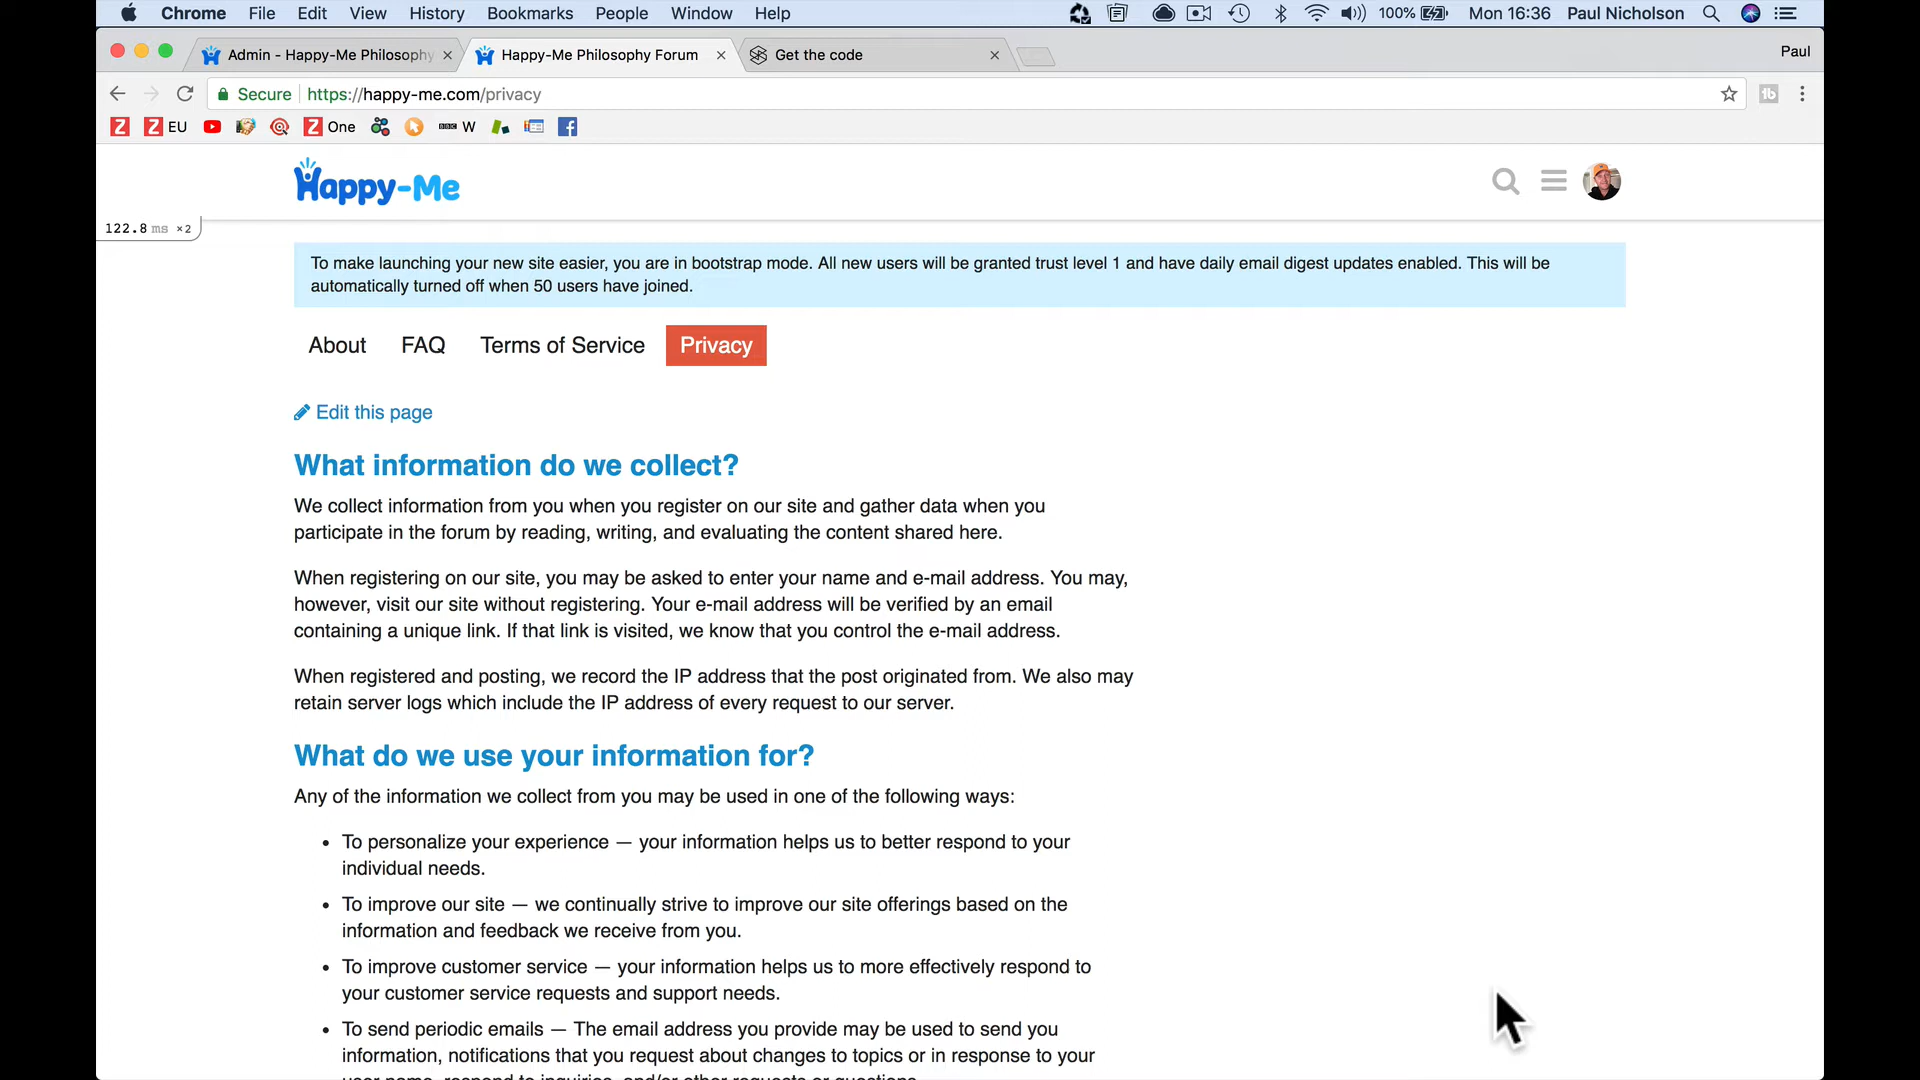 Chrome File Edit View History Bookmarks People Window Help 100% Mon 16:36 Paul Nicholson
Admin - Happy-Me Philosophy Happy-Me Philosophy Forum Get the code Paul
Secure https://happy-me.com/privacy
Z Z EU Z One BBC W
Happy-Me
122.8 ms ×2
To make launching your new site easier, you are in bootstrap mode. All new users will be granted trust level 1 and have daily email digest updates enabled. This will be
automatically turned off when 50 users have joined.
About FAQ Terms of Service Privacy
Edit this page
What information do we collect?
We collect information from you when you register on our site and gather data when you
participate in the forum by reading, writing, and evaluating the content shared here.
When registering on our site, you may be asked to enter your name and e-mail address. You may,
however, visit our site without registering. Your e-mail address will be verified by an email
containing a unique link. If that link is visited, we know that you control the e-mail address.
When registered and posting, we record the IP address that the post originated from. We also may
retain server logs which include the IP address of every request to our server.
What do we use your information for?
Any of the information we collect from you may be used in one of the following ways:
• To personalize your experience — your information helps us to better respond to your
individual needs.
• To improve our site — we continually strive to improve our site offerings based on the
information and feedback we receive from you.
• To improve customer service — your information helps us to more effectively respond to
your customer service requests and support needs.
• To send periodic emails — The email address you provide may be used to send you
information, notifications that you request about changes to topics or in response to your
user name, respond to inquiries, and/or other requests or questions.